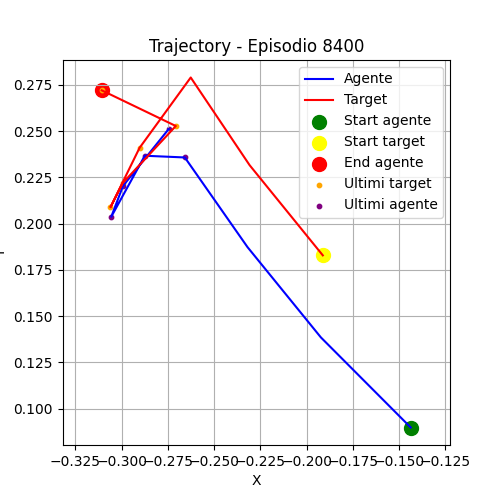 Trajectory - Episodio 8400
Agente
Target
Start agente
Start target
End agente
Ultimi target
Ultimi agente
0.275
0.250
0.225
0.200
0.175
0.150
0.125
0.100
−0.325 −0.300 −0.275 −0.250 −0.225 −0.200 −0.175 −0.150 −0.125
X